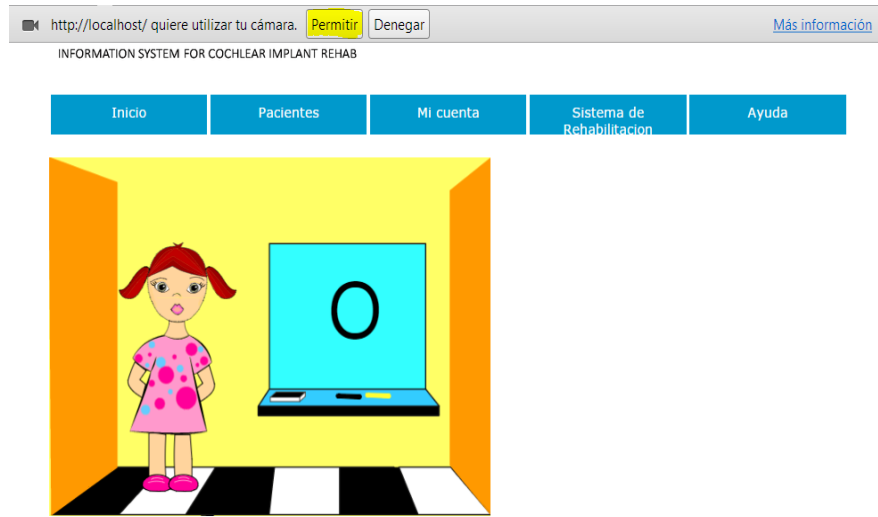 http://localhost/ quiere utilizar tu cámara. Permitir Denegar Más información
INFORMATION SYSTEM FOR COCHLEAR IMPLANT REHAB
Inicio Pacientes Mi cuenta Sistema de Ayuda
Rehabilitacion
O